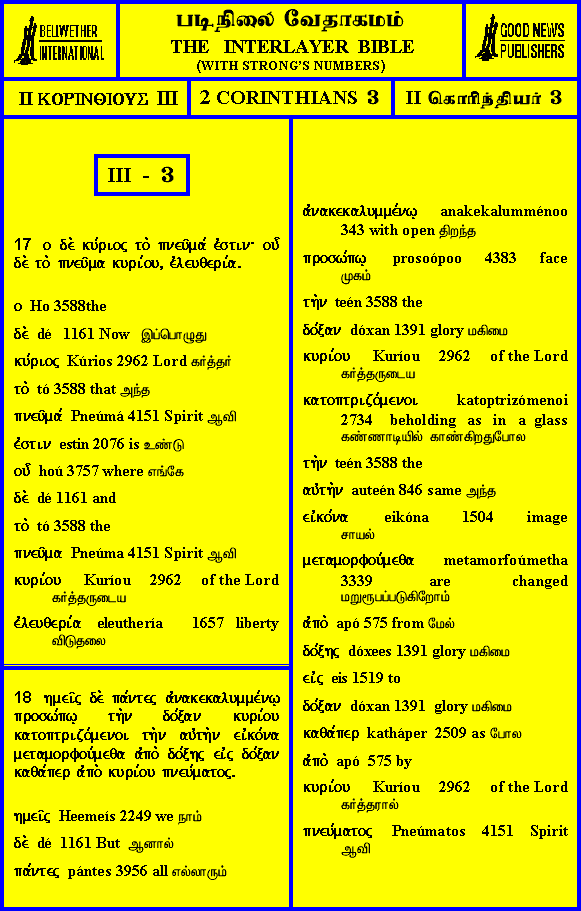 BELLWETHER
INTERNATIONAL
படிநிலை வேதாகமம்
THE INTERLAYER BIBLE
(WITH STRONG'S NUMBERS)
GOOD NEWS
PUBLISHERS
II ΚΟΡΙΝΘΙΟΥΣ III
2 CORINTHIANS 3
II கொரிந்தியர் 3
III - 3
17 ο δὲ κύριος τὸ πνεῦμά ἐστιν· οὗ
δὲ τὸ πνεῦμα κυρίου, ἐλευθερία.
ο Ho 3588the
δὲ dé 1161 Now இப்பொழுது
κύριος Kúrios 2962 Lord கர்த்தர்
τὸ tó 3588 that அந்த
πνεῦμά Pneúmá 4151 Spirit ஆவி
ἐστιν estin 2076 is உண்டு
οὗ hoú 3757 where எங்கே
δὲ dé 1161 and
τὸ tó 3588 the
πνεῦμα Pneúma 4151 Spirit ஆவி
κυρίου Kuríou 2962 of the Lord
கர்த்தருடைய
ἐλευθερία eleuthería 1657 liberty
விடுதலை
18 ημεῖς δὲ πάντες ἀνακεκαλυμμένῳ
προσώπῳ τὴν δόξαν κυρίου
κατοπτριζόμενοι τὴν αὐτὴν εἰκόνα
μεταμορφούμεθα ἀπὸ δόξης εἰς δόξαν
καθάπερ ἀπὸ κυρίου πνεύματος.
ημεῖς Heemeís 2249 we நாம்
δὲ dé 1161 But ஆனால்
πάντες pántes 3956 all எல்லாரும்
ἀνακεκαλυμμένῳ anakekalumménoo
343 with open திறந்த
προσώπῳ prosoópoo 4383 face
முகம்
τὴν teén 3588 the
δόξαν dóxan 1391 glory மகிமை
κυρίου Kuríou 2962 of the Lord
கர்த்தருடைய
κατοπτριζόμενοι katoptrizómenoi
2734 beholding as in a glass
கண்ணாடியில் காண்கிறதுபோல
τὴν teén 3588 the
αὐτὴν auteén 846 same அந்த
εἰκόνα eikóna 1504 image
சாயல்
μεταμορφούμεθα metamorfoúmetha
3339 are changed
மறுரூபப்படுகிறோம்
ἀπὸ apó 575 from மேல்
δόξης dóxees 1391 glory மகிமை
εἰς eis 1519 to
δόξαν dóxan 1391 glory மகிமை
καθάπερ katháper 2509 as போல
ἀπὸ apó 575 by
κυρίου Kuríou 2962 of the Lord
கர்த்தரால்
πνεύματος Pneúmatos 4151 Spirit
ஆவி